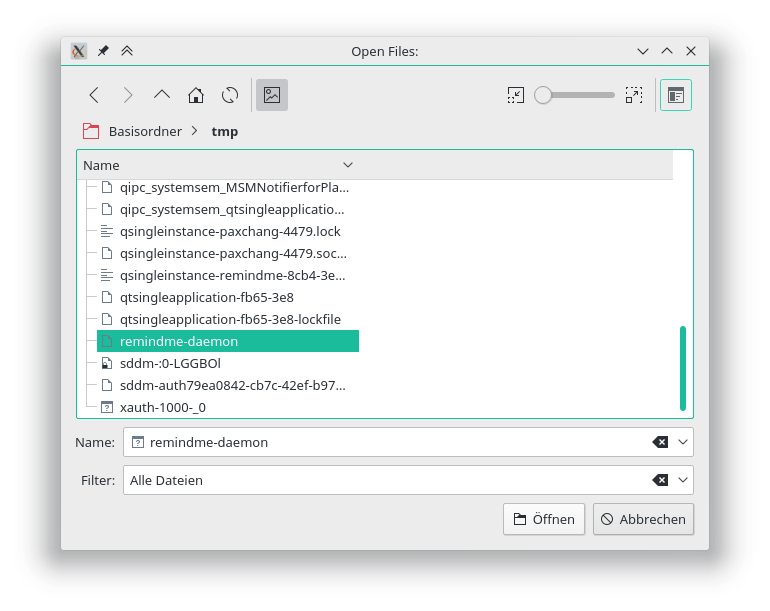 Open Files:
Basisordner > tmp
Name
qipc_systemsem_MSMNotifierforPla...
qipc_systemsem_qtsingleapplicatio...
qsingleinstance-paxchang-4479.lock
qsingleinstance-paxchang-4479.soc...
qsingleinstance-remindme-8cb4-3e...
qtsingleapplication-fb65-3e8
qtsingleapplication-fb65-3e8-lockfile
remindme-daemon
sddm-:0-LGGBOl
sddm-auth79ea0842-cb7c-42ef-b97...
xauth-1000-_0
Name: remindme-daemon
Filter: Alle Dateien
Öffnen Abbrechen